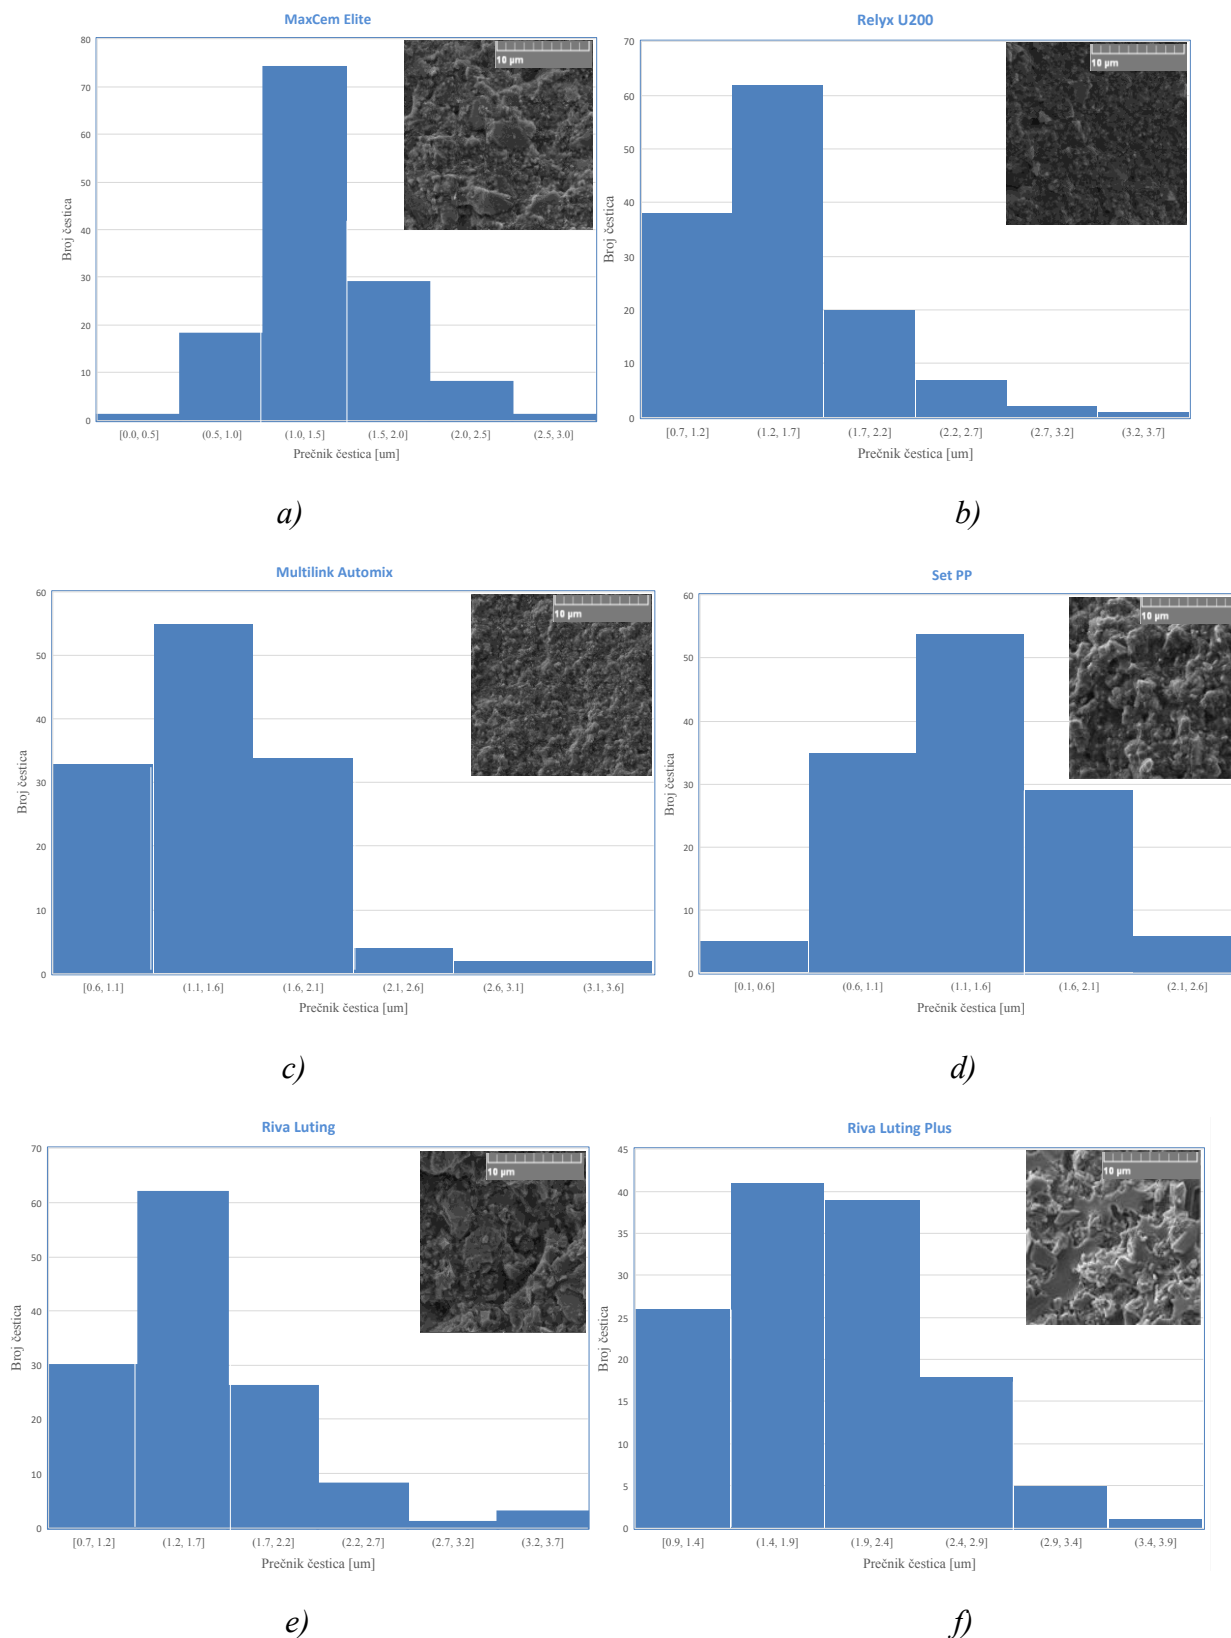 MaxCem Elite
80
70
60
50
40
30
20
10
0
Broj čestica
10 µm
[0.0, 0.5] (0.5, 1.0] (1.0, 1.5] (1.5, 2.0] (2.0, 2.5] (2.5, 3.0]
Prečnik čestica [um]
a)
Relyx U200
70
60
50
40
30
20
10
0
Broj čestica
10 µm
[0.7, 1.2] (1.2, 1.7] (1.7, 2.2] (2.2, 2.7] (2.7, 3.2] (3.2, 3.7]
Prečnik čestica [um]
b)
Multilink Automix
60
50
40
30
20
10
0
Broj čestica
10 µm
[0.6, 1.1] (1.1, 1.6] (1.6, 2.1] (2.1, 2.6] (2.6, 3.1] (3.1, 3.6]
Prečnik čestica [um]
c)
Set PP
60
50
40
30
20
10
0
Broj čestica
10 µm
[0.1, 0.6] (0.6, 1.1] (1.1, 1.6] (1.6, 2.1] (2.1, 2.6]
Prečnik čestica [um]
d)
Riva Luting
70
60
50
40
30
20
10
0
Broj čestica
10 µm
[0.7, 1.2] (1.2, 1.7] (1.7, 2.2] (2.2, 2.7] (2.7, 3.2] (3.2, 3.7]
Prečnik čestica [um]
e)
Riva Luting Plus
45
40
35
30
25
20
15
10
5
0
Broj čestica
10 µm
[0.9, 1.4] (1.4, 1.9] (1.9, 2.4] (2.4, 2.9] (2.9, 3.4] (3.4, 3.9]
Prečnik čestica [um]
f)